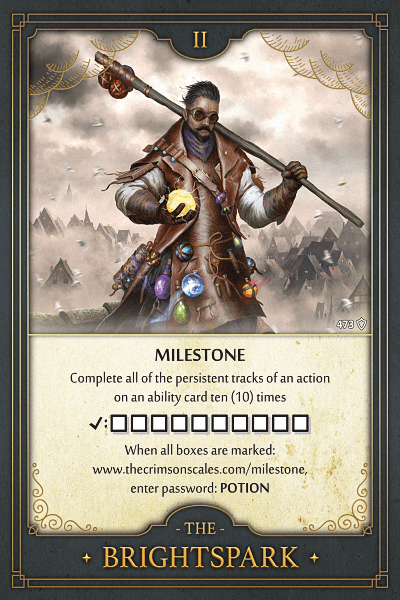 II
473
MILESTONE
Complete all of the persistent tracks of an action
on an ability card ten (10) times
✓:□□□□□□□□□□
When all boxes are marked:
www.thecrimsonscales.com/milestone,
enter password: POTION
- THE -
BRIGHTSPARK